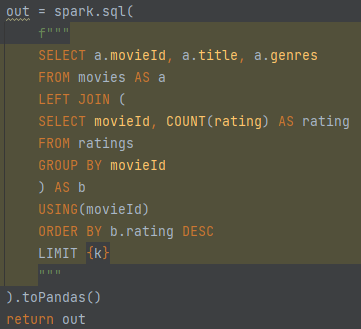 out = spark.sql(
f"""
SELECT a.movieId, a.title, a.genres
FROM movies AS a
LEFT JOIN (
SELECT movieId, COUNT(rating) AS rating
FROM ratings
GROUP BY movieId
) AS b
USING(movieId)
ORDER BY b.rating DESC
LIMIT {k}
"""
).toPandas()
return out